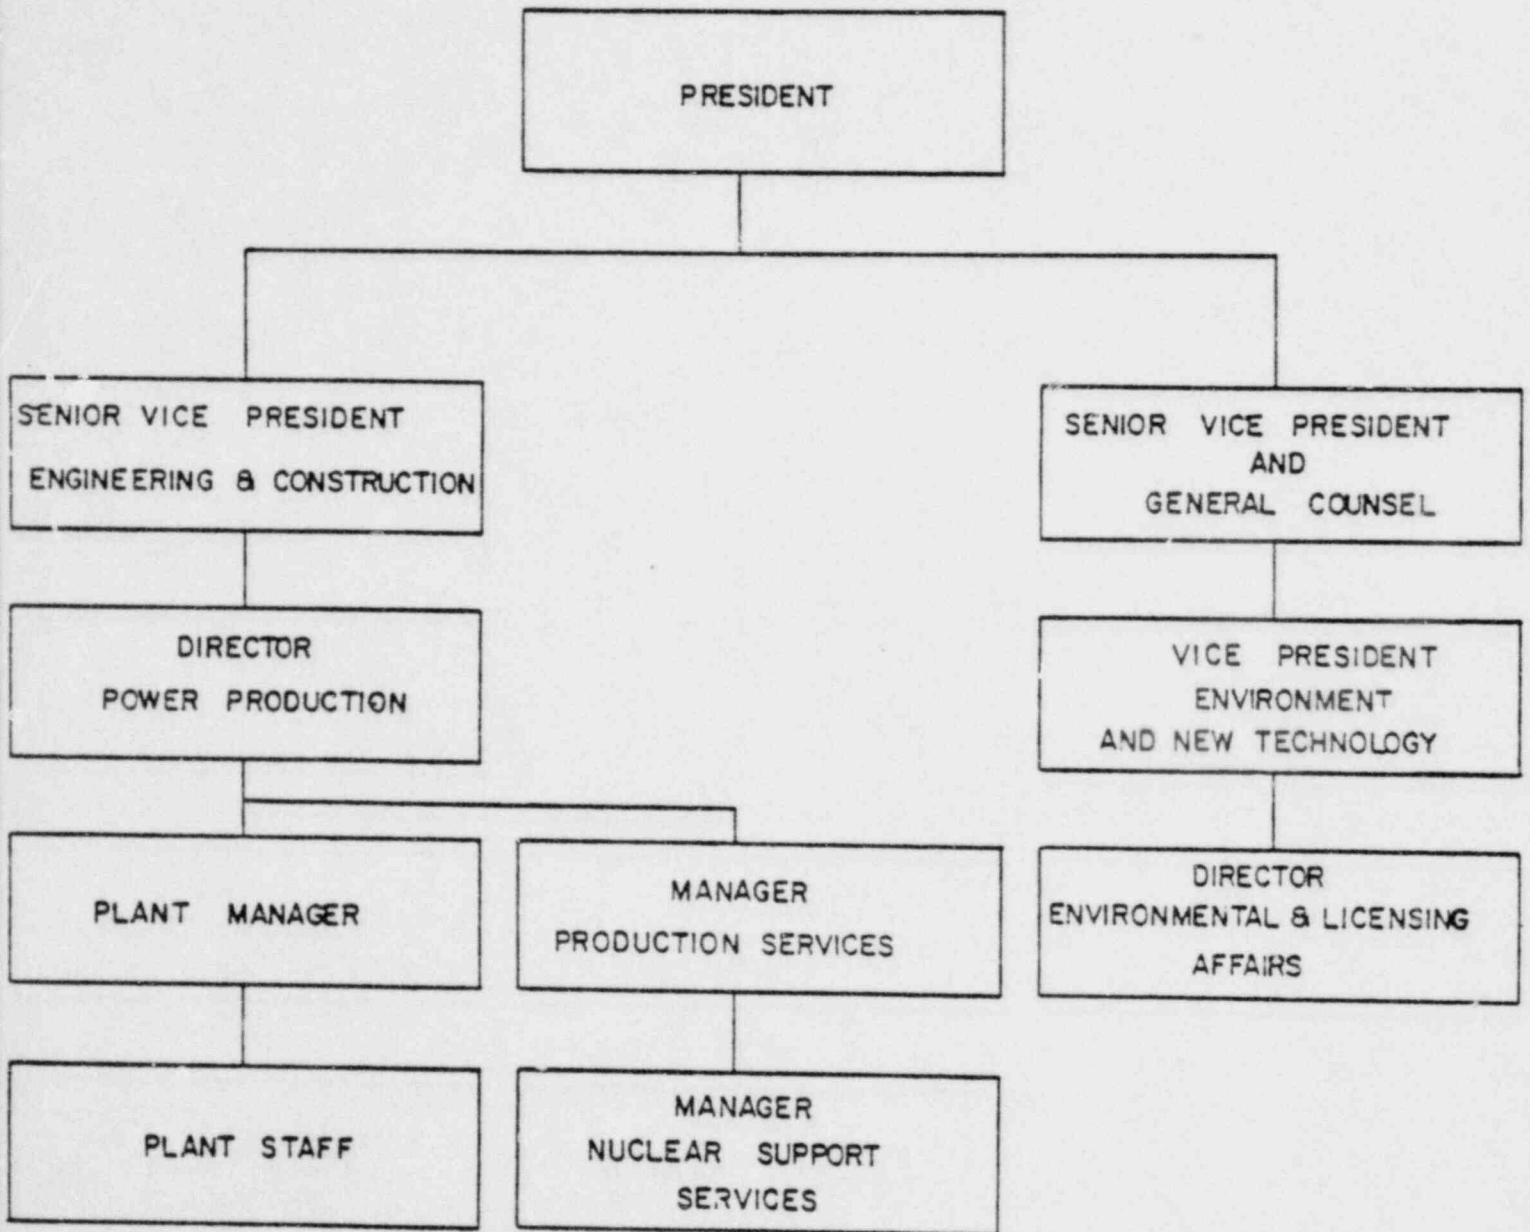 PRESIDENT
SENIOR VICE PRESIDENT
ENGINEERING & CONSTRUCTION
SENIOR VICE PRESIDENT
AND
GENERAL COUNSEL
DIRECTOR
POWER PRODUCTION
VICE PRESIDENT
ENVIRONMENT
AND NEW TECHNOLOGY
PLANT MANAGER
MANAGER
PRODUCTION SERVICES
DIRECTOR
ENVIRONMENTAL & LICENSING
AFFAIRS
PLANT STAFF
MANAGER
NUCLEAR SUPPORT
SERVICES